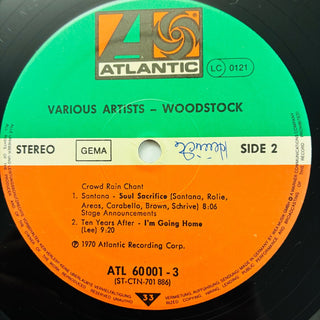 ATLANTIC
LC 0121
VARIOUS ARTISTS – WOODSTOCK
STEREO
GEMA
SIDE 2
Crowd Rain Chant
1. Santana - Soul Sacrifice (Santana, Rolie,
Areas, Carabello, Brown, Schrive) 8:06
Stage Announcements
2. Ten Years After - I'm Going Home
(Lee) 9.20
℗ 1970 Atlantic Recording Corp.
ATL 60 001 - 3
(ST-CTN-701 886)
33